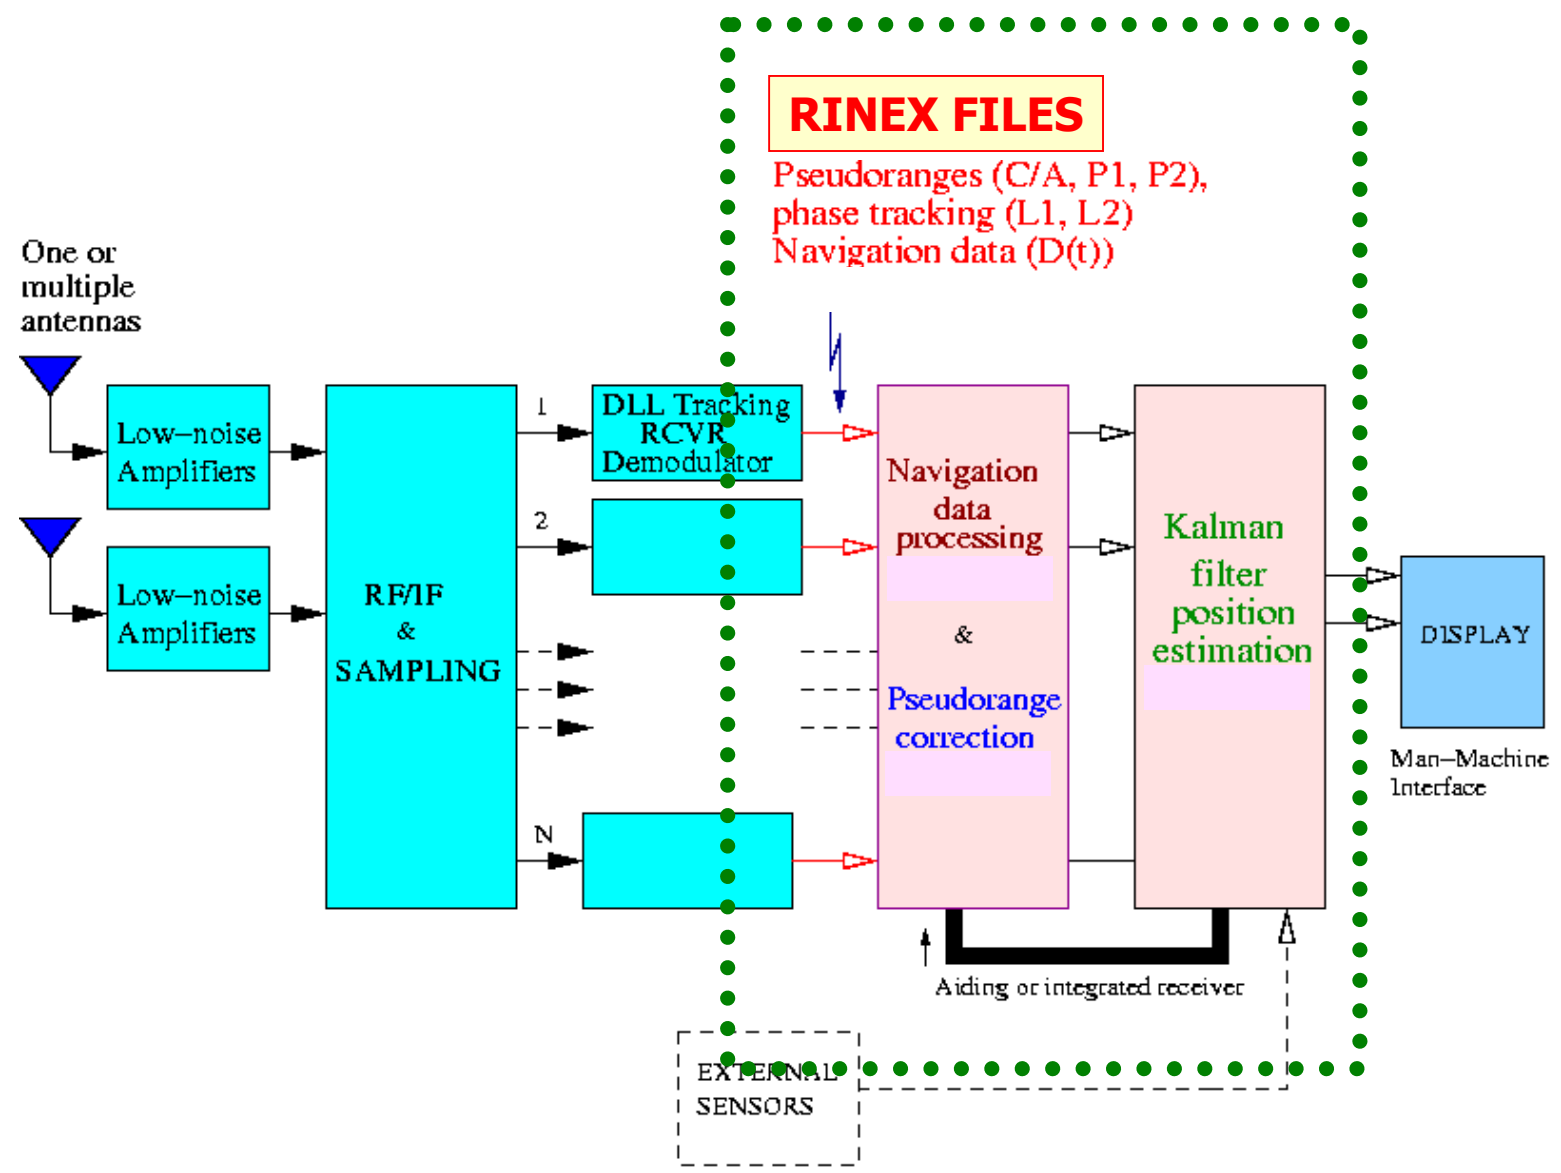 RINEX FILES
Pseudoranges (C/A, P1, P2),
phase tracking (L1, L2)
Navigation data (D(t))
One or
multiple
antennas
Low–noise
Amplifiers
Low–noise
Amplifiers
RF/IF
&
SAMPLING
1
2
N
DLL Tracking
RCVR
Demodulator
Navigation
data
processing
&
Pseudorange
correction
Kalman
filter
position
estimation
DISPLAY
Man–Machine
Interface
Aiding or integrated receiver
EXTERNAL
SENSORS